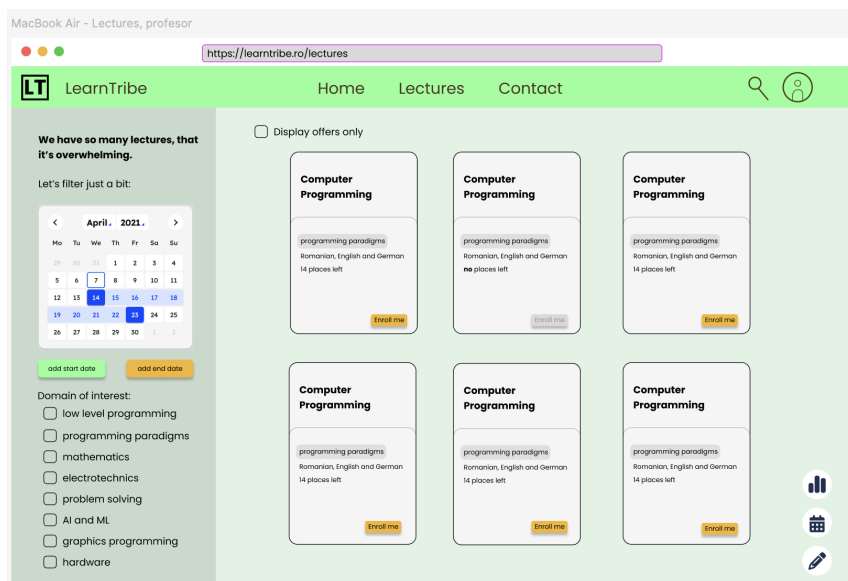 MacBook Air - Lectures, profesor
https://learntribe.ro/lectures
LT LearnTribe Home Lectures Contact
We have so many lectures, that
it's overwhelming.
Let's filter just a bit:
April 2021
Mo Tu We Th Fr Sa Su
29 30 31 1 2 3 4
5 6 7 8 9 10 11
12 13 14 15 16 17 18
19 20 21 22 23 24 25
26 27 28 29 30 1 2
add start date add end date
Domain of interest:
low level programming
programming paradigms
mathematics
electrotechnics
problem solving
AI and ML
graphics programming
hardware
Display offers only
Computer
Programming
programming paradigms
Romanian, English and German
14 places left
Enroll me
Computer
Programming
programming paradigms
Romanian, English and German
no places left
Enroll me
Computer
Programming
programming paradigms
Romanian, English and German
14 places left
Enroll me
Computer
Programming
programming paradigms
Romanian, English and German
14 places left
Enroll me
Computer
Programming
programming paradigms
Romanian, English and German
14 places left
Enroll me
Computer
Programming
programming paradigms
Romanian, English and German
14 places left
Enroll me